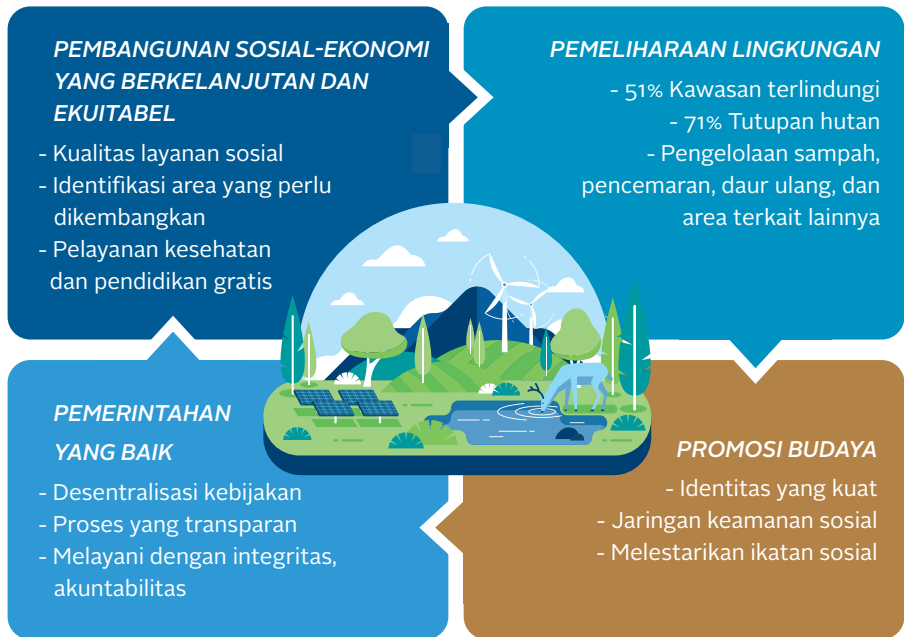 PEMBANGUNAN SOSIAL-EKONOMI
YANG BERKELANJUTAN DAN
EKUITABEL
- Kualitas layanan sosial
- Identifikasi area yang perlu
dikembangkan
- Pelayanan kesehatan
dan pendidikan gratis
PEMELIHARAAN LINGKUNGAN
- 51% Kawasan terlindungi
- 71% Tutupan hutan
- Pengelolaan sampah,
pencemaran, daur ulang, dan
area terkait lainnya
PEMERINTAHAN
YANG BAIK
- Desentralisasi kebijakan
- Proses yang transparan
- Melayani dengan integritas,
akuntabilitas
PROMOSI BUDAYA
- Identitas yang kuat
- Jaringan keamanan sosial
- Melestarikan ikatan sosial